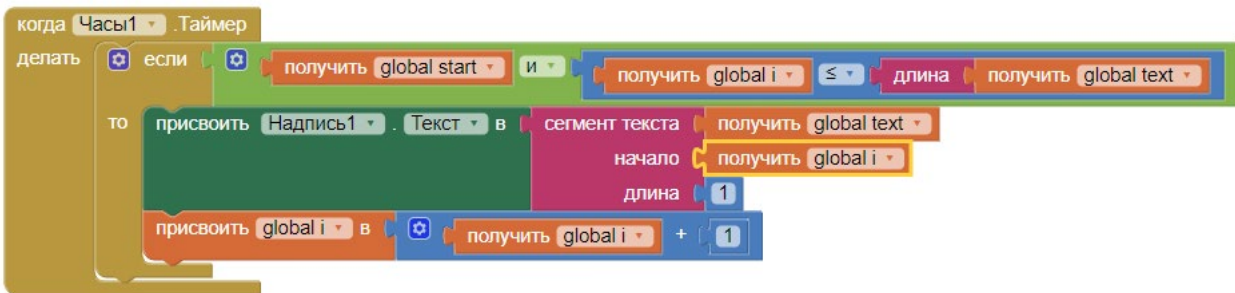 когда Часы1 .Таймер
делать если получить global start и получить global i ≤ длина получить global text
то присвоить Надпись1 . Текст в сегмент текста получить global text
начало получить global i
длина 1
присвоить global i в получить global i + 1